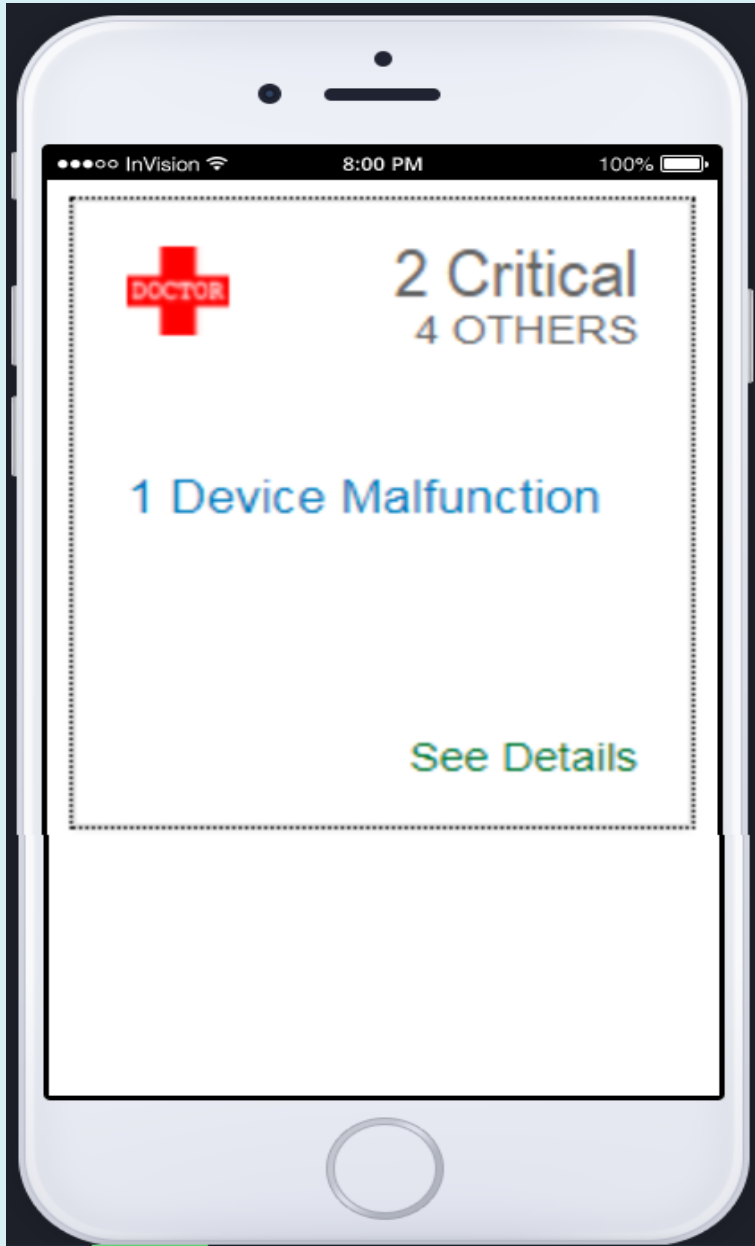 ●●●○○ InVision 8:00 PM 100%
DOCTOR
2 Critical
4 OTHERS
1 Device Malfunction
See Details